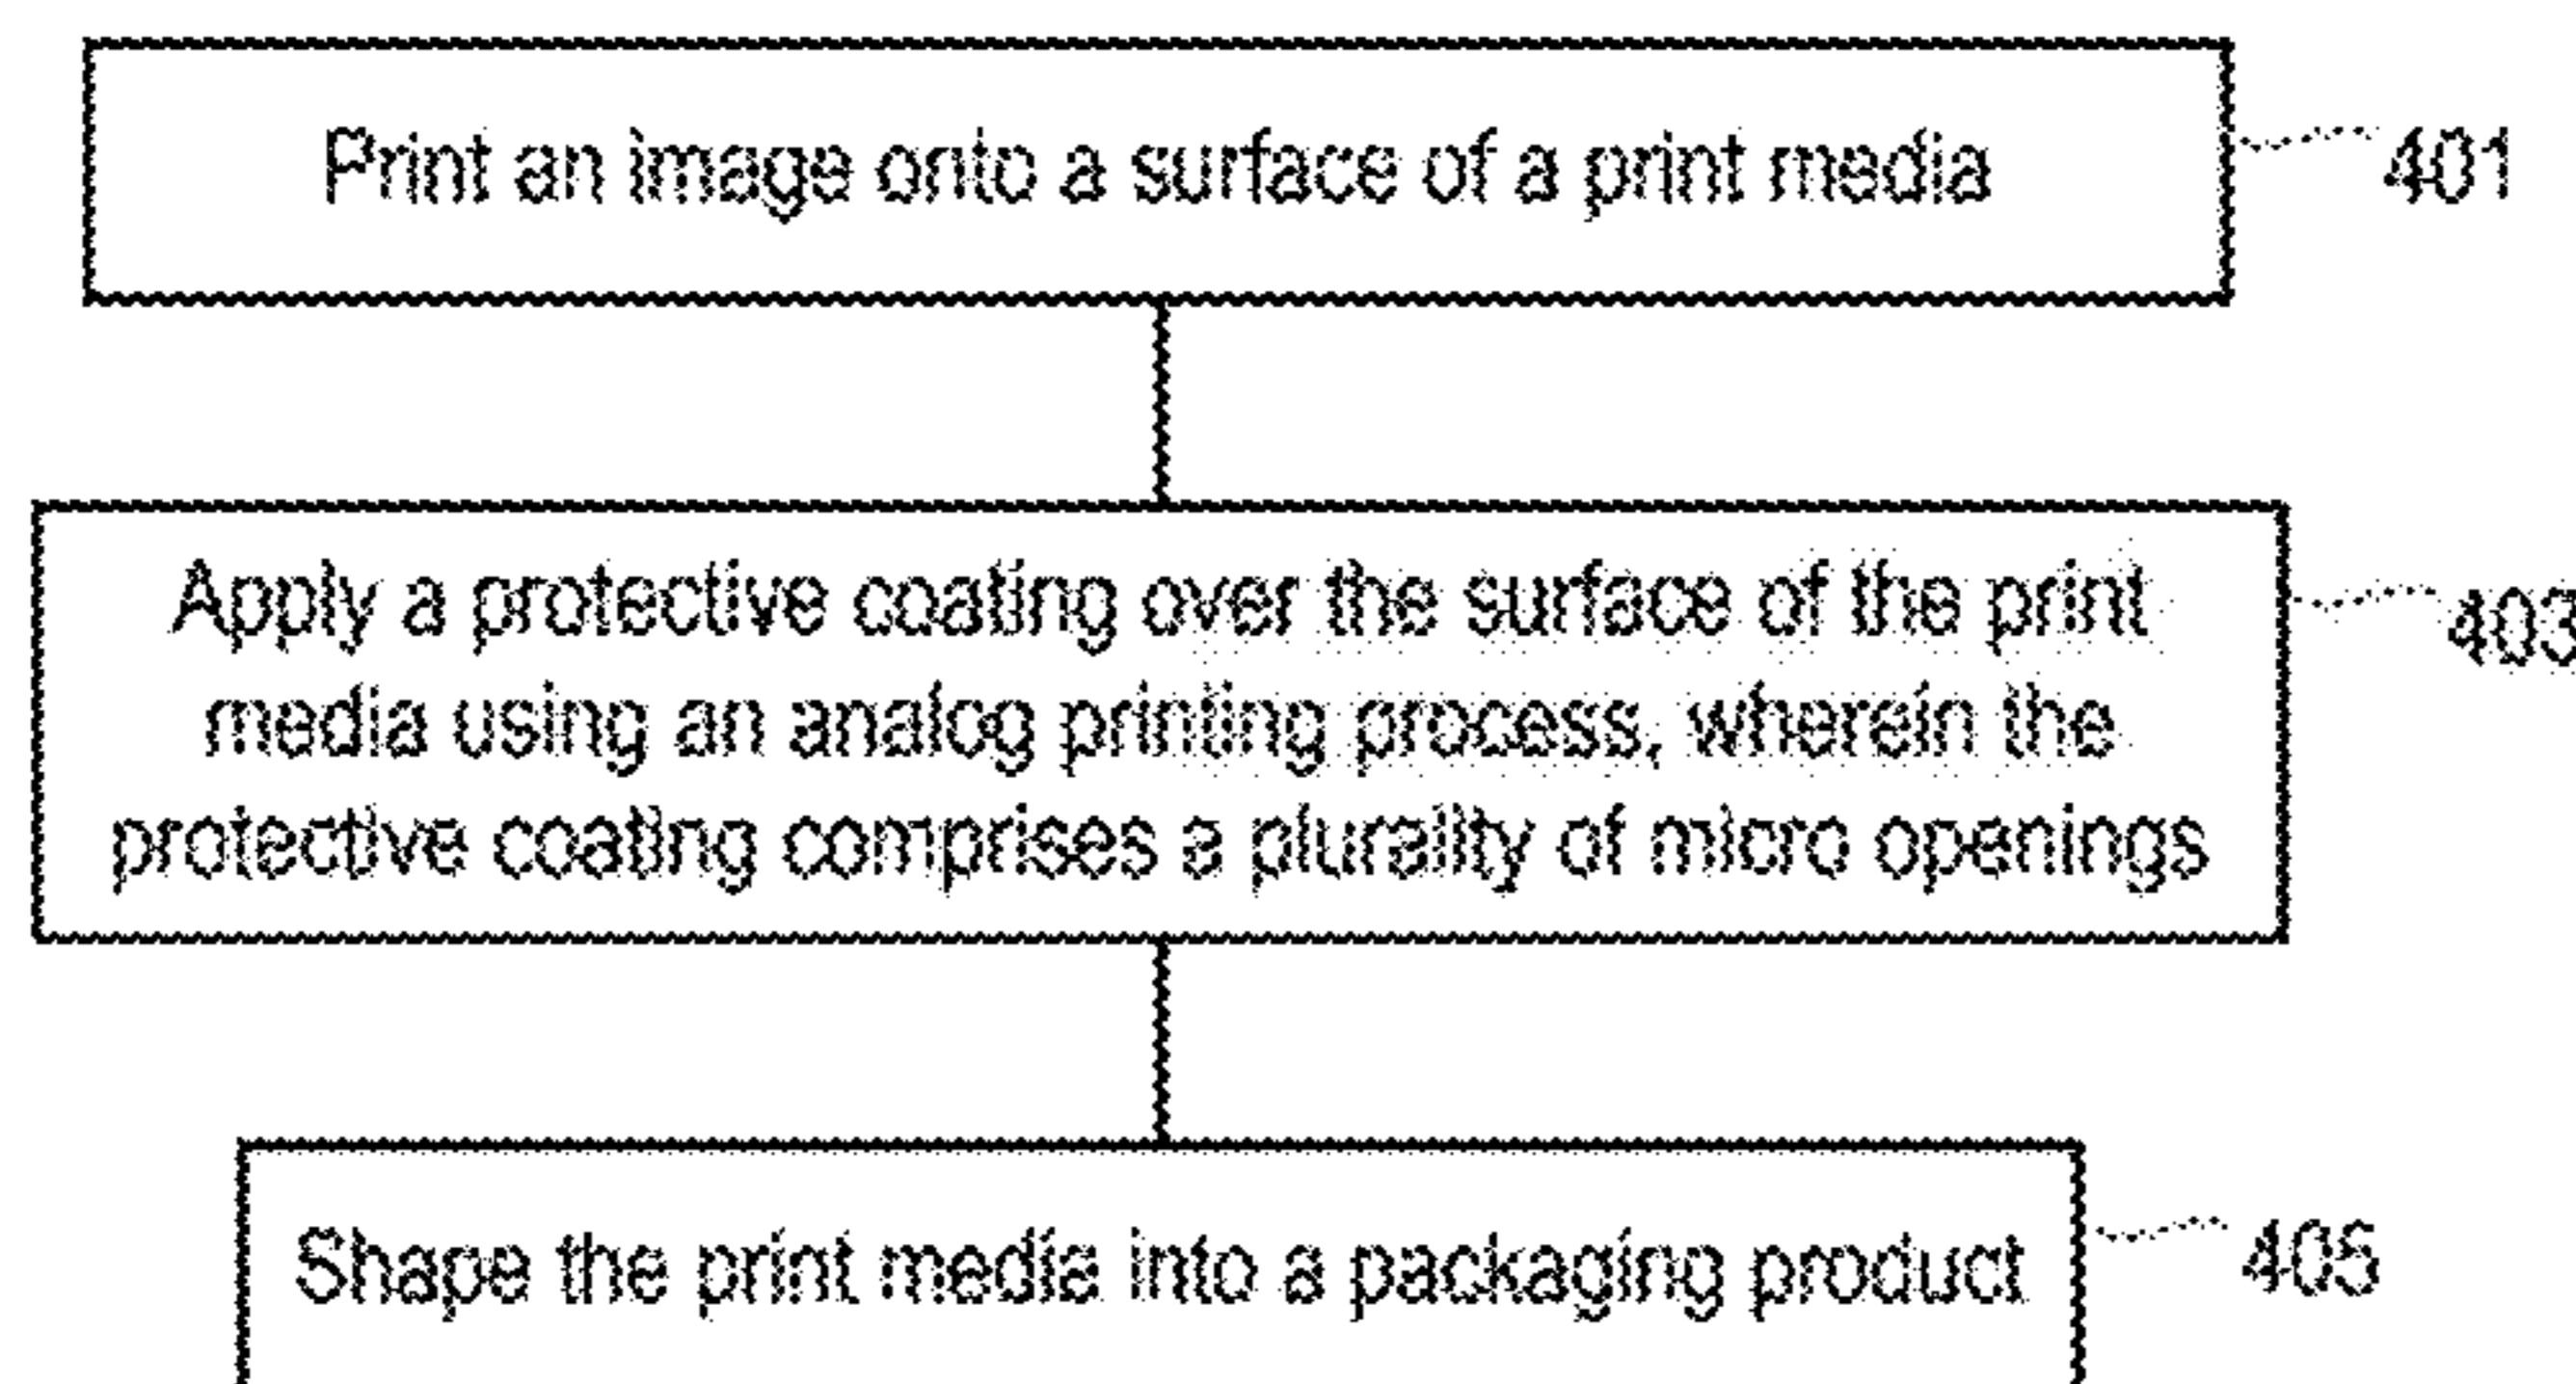 Print an image onto a surface of a print media
401
Apply a protective coating over the surface of the print
media using an analog printing process, wherein the
protective coating comprises a plurality of micro openings
403
Shape the print media into a packaging product
405